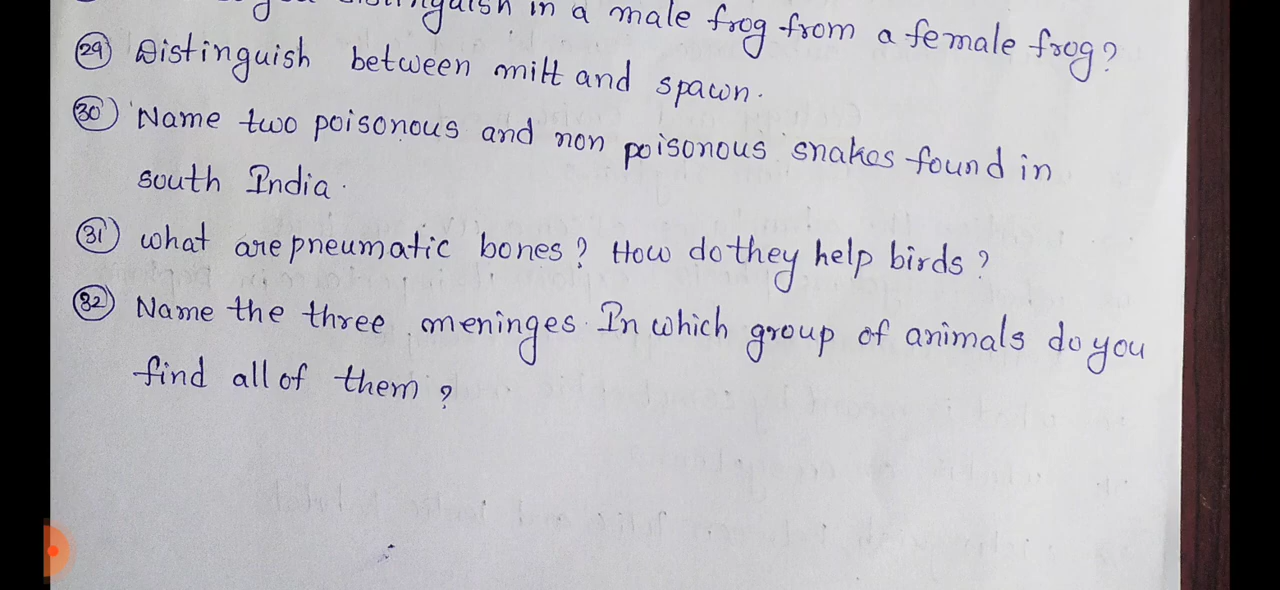 in a male frog from a female frog?
(29) Distinguish between milt and spawn.
(30) Name two poisonous and non poisonous snakes found in
south India.
(31) what are pneumatic bones? How do they help birds?
(32) Name the three meninges. In which group of animals do you
find all of them?